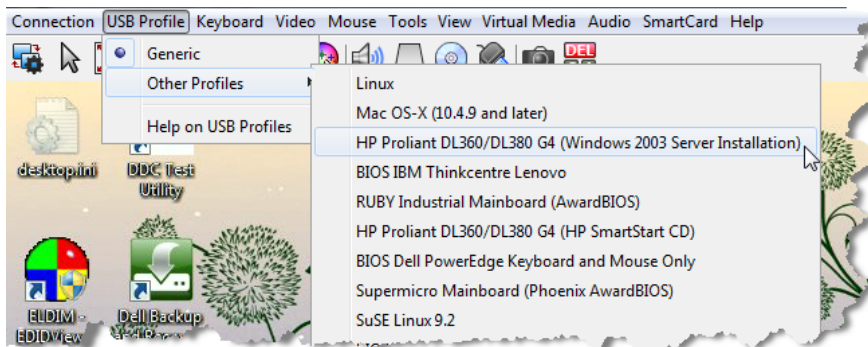 Connection USB Profile Keyboard Video Mouse Tools View Virtual Media Audio SmartCard Help
DEL
Generic
Other Profiles
Help on USB Profiles
Linux
Mac OS-X (10.4.9 and later)
HP Proliant DL360/DL380 G4 (Windows 2003 Server Installation)
BIOS IBM Thinkcentre Lenovo
RUBY Industrial Mainboard (AwardBIOS)
HP Proliant DL360/DL380 G4 (HP SmartStart CD)
BIOS Dell PowerEdge Keyboard and Mouse Only
Supermicro Mainboard (Phoenix AwardBIOS)
SuSE Linux 9.2
desktop.ini
DDC Test
Utility
ELDIM -
EDIDView
Dell Backup
and